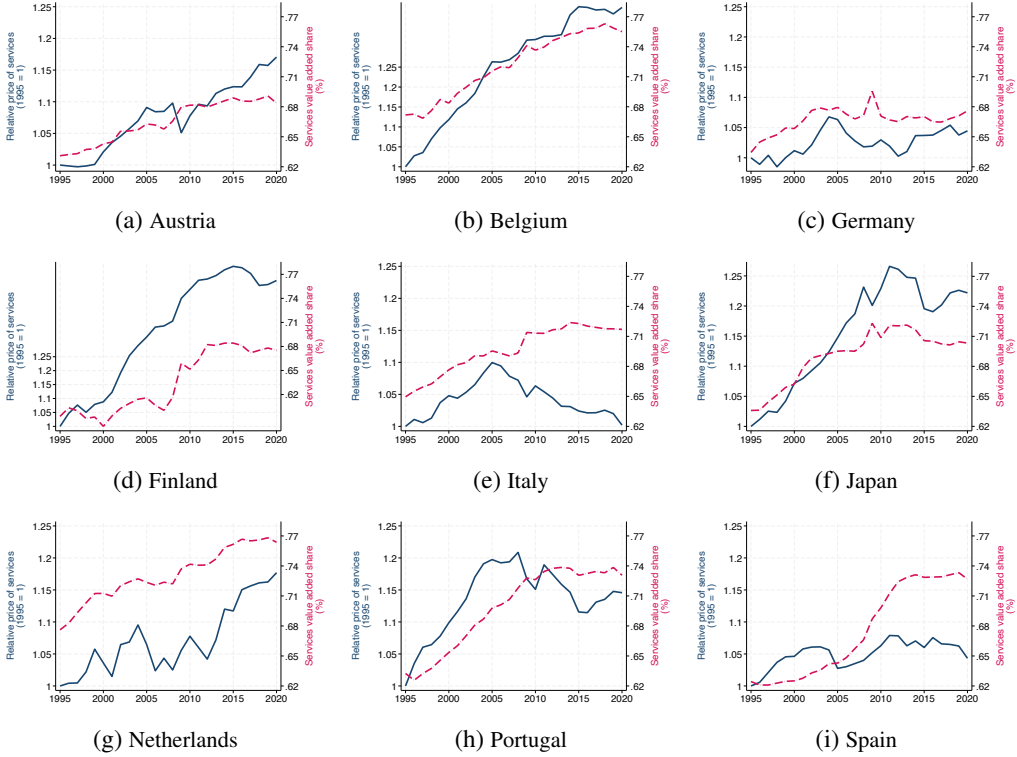 Relative price of services
(1995 = 1)
1.25
1.2
1.15
1.1
1.05
1
.77
.74
.71
.68
.65
.62
Services value added share
(%)
1995 2000 2005 2010 2015 2020
(a) Austria
Relative price of services
(1995 = 1)
1.25
1.2
1.15
1.1
1.05
1
.77
.74
.71
.68
.65
.62
Services value added share
(%)
1995 2000 2005 2010 2015 2020
(b) Belgium
Relative price of services
(1995 = 1)
1.25
1.2
1.15
1.1
1.05
1
.77
.74
.71
.68
.65
.62
Services value added share
(%)
1995 2000 2005 2010 2015 2020
(c) Germany
Relative price of services
(1995 = 1)
1.25
1.2
1.15
1.1
1.05
1
.77
.74
.71
.68
.65
.62
Services value added share
(%)
1995 2000 2005 2010 2015 2020
(d) Finland
Relative price of services
(1995 = 1)
1.25
1.2
1.15
1.1
1.05
1
.77
.74
.71
.68
.65
.62
Services value added share
(%)
1995 2000 2005 2010 2015 2020
(e) Italy
Relative price of services
(1995 = 1)
1.25
1.2
1.15
1.1
1.05
1
.77
.74
.71
.68
.65
.62
Services value added share
(%)
1995 2000 2005 2010 2015 2020
(f) Japan
Relative price of services
(1995 = 1)
1.25
1.2
1.15
1.1
1.05
1
.77
.74
.71
.68
.65
.62
Services value added share
(%)
1995 2000 2005 2010 2015 2020
(g) Netherlands
Relative price of services
(1995 = 1)
1.25
1.2
1.15
1.1
1.05
1
.77
.74
.71
.68
.65
.62
Services value added share
(%)
1995 2000 2005 2010 2015 2020
(h) Portugal
Relative price of services
(1995 = 1)
1.25
1.2
1.15
1.1
1.05
1
.77
.74
.71
.68
.65
.62
Services value added share
(%)
1995 2000 2005 2010 2015 2020
(i) Spain